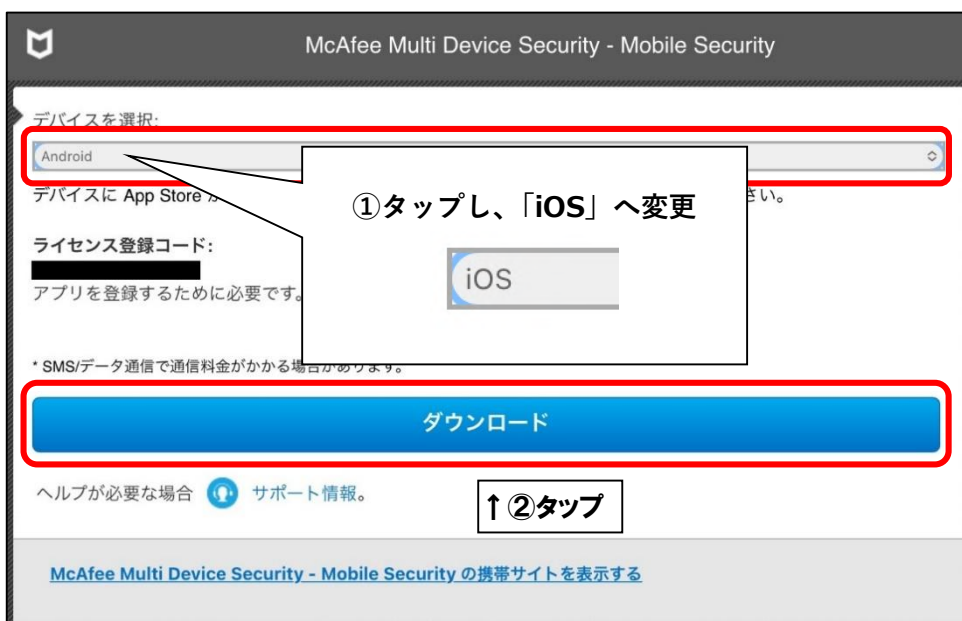 McAfee Multi Device Security - Mobile Security
デバイスを選択:
Android
デバイスに App Store か
さい。
①タップし、「iOS」へ変更
iOS
ライセンス登録コード:
アプリを登録するために必要です。
* SMS/データ通信で通信料金がかかる場合があります。
ダウンロード
ヘルプが必要な場合 サポート情報。
↑②タップ
McAfee Multi Device Security - Mobile Security の携帯サイトを表示する